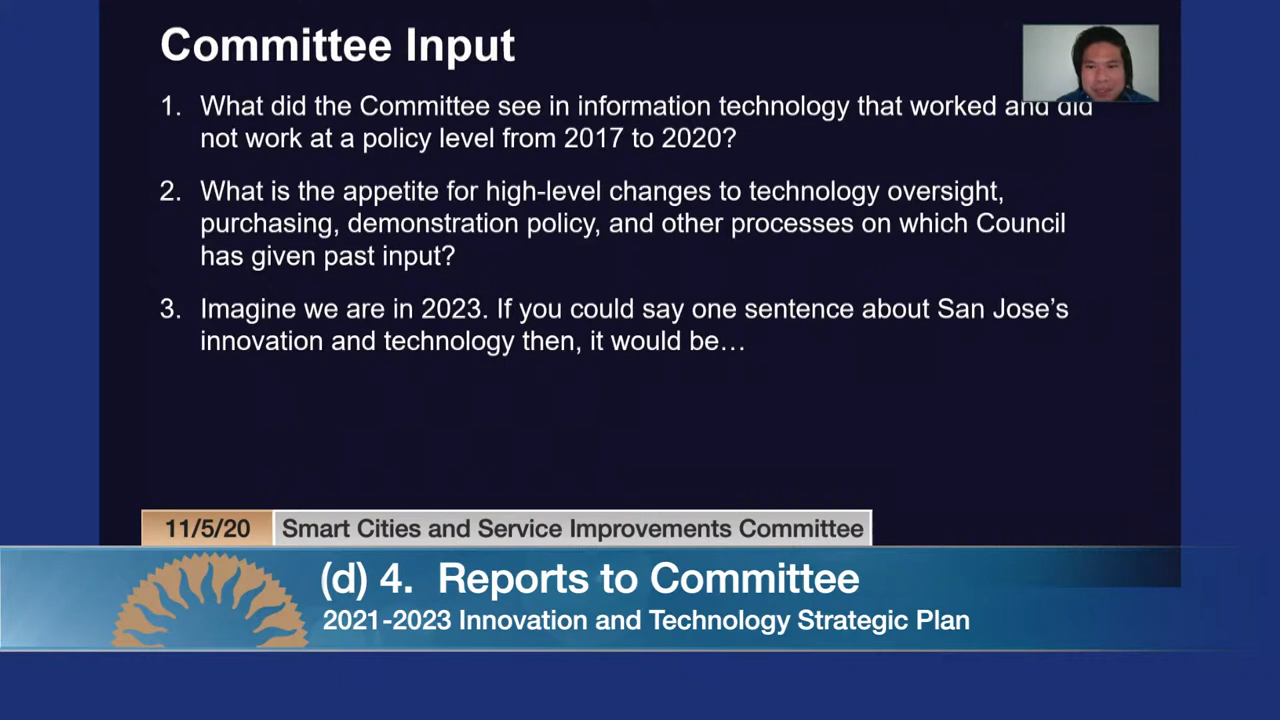 Committee Input
1. What did the Committee see in information technology that worked and did
not work at a policy level from 2017 to 2020?
2. What is the appetite for high-level changes to technology oversight,
purchasing, demonstration policy, and other processes on which Council
has given past input?
3. Imagine we are in 2023. If you could say one sentence about San Jose’s
innovation and technology then, it would be…
11/5/20 Smart Cities and Service Improvements Committee
(d) 4. Reports to Committee
2021-2023 Innovation and Technology Strategic Plan